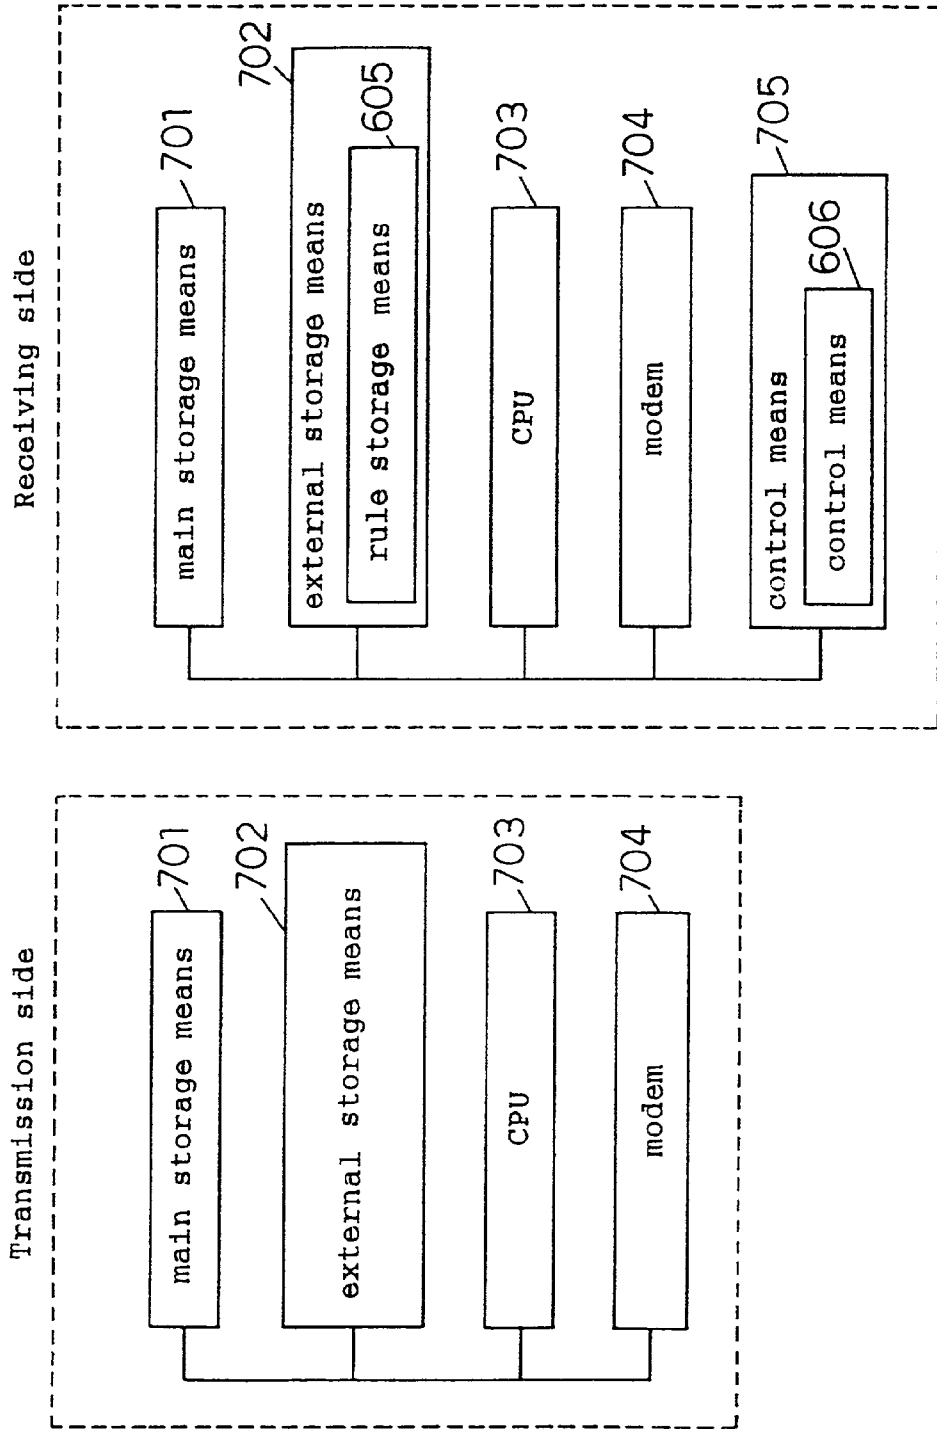 Transmission side
701
main storage means
702
external storage means
703
CPU
704
modem
Receiving side
701
main storage means
702
external storage means
605
rule storage means
703
CPU
704
modem
705
control means
606
control means